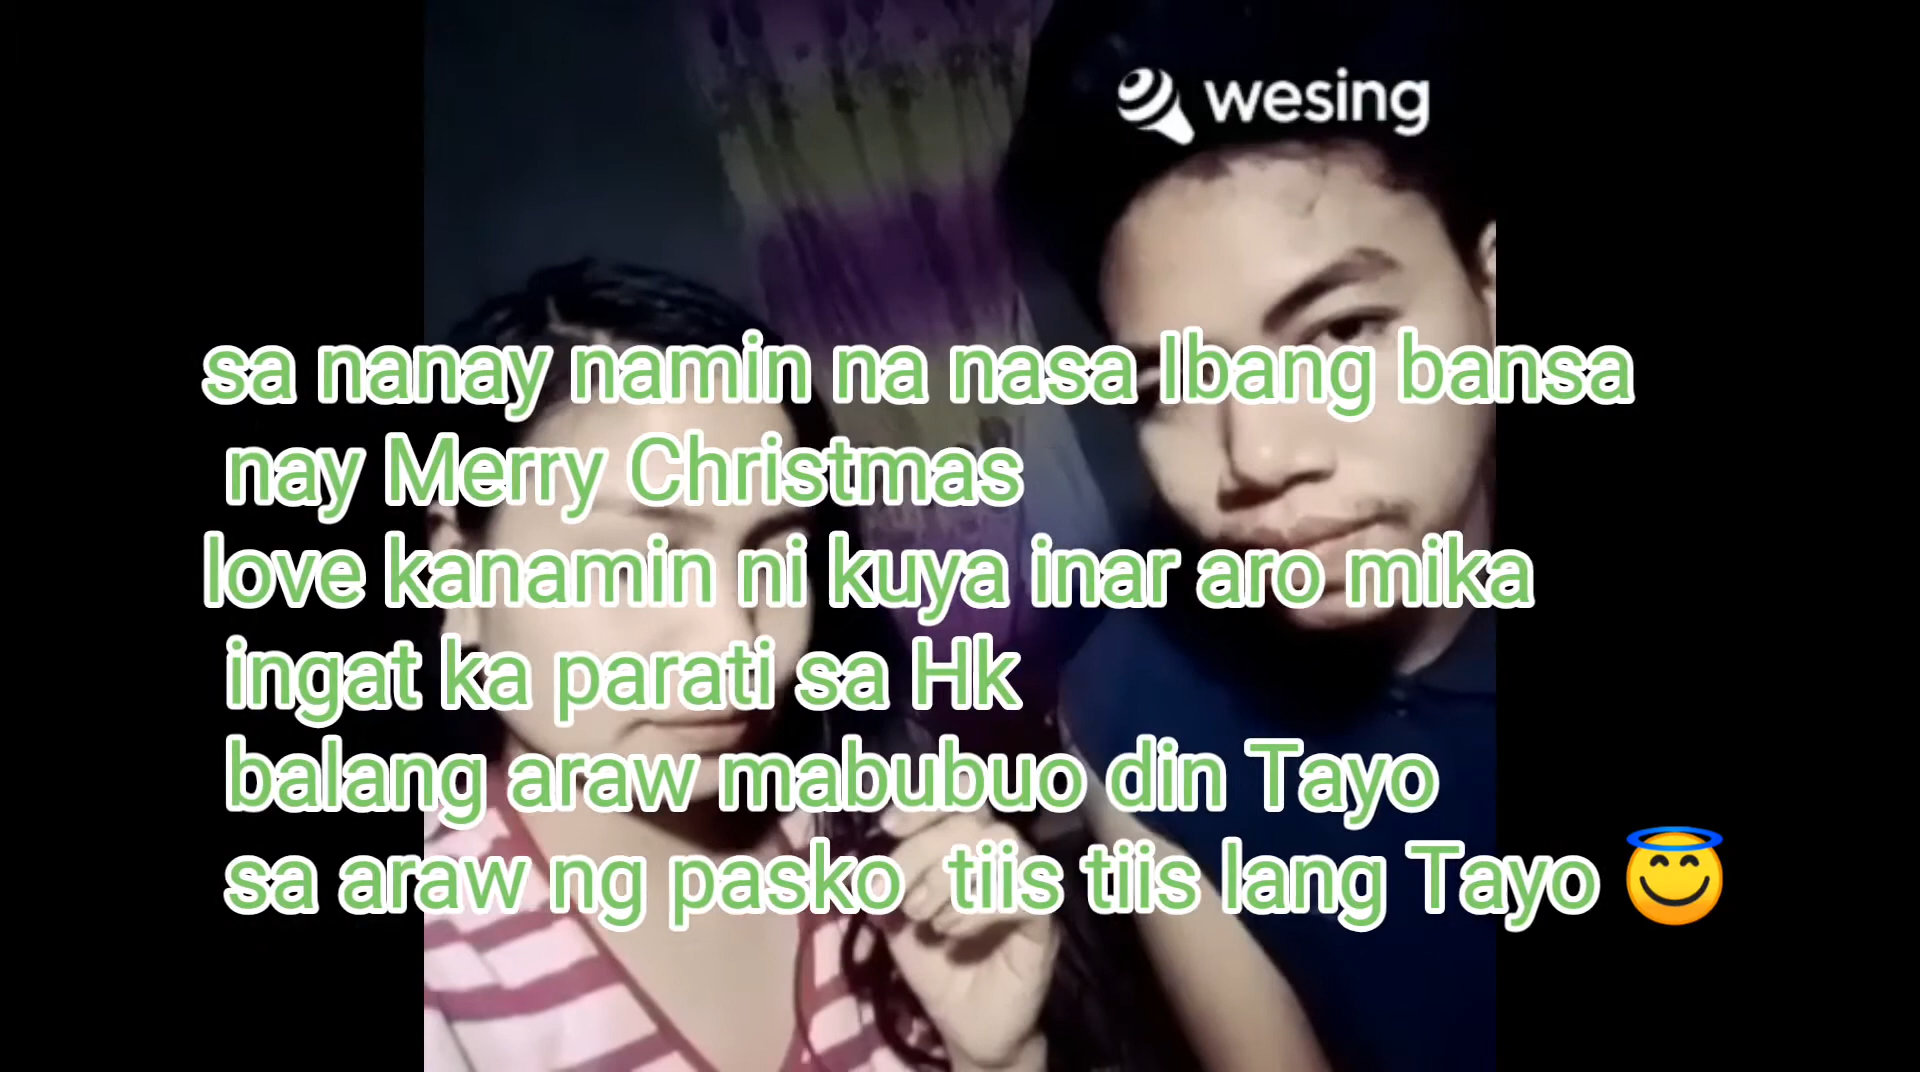 wesing
sa nanay namin na nasa Ibang bansa
nay Merry Christmas
love kanamin ni kuya inar aro mika
ingat ka parati sa Hk
balang araw mabubuo din Tayo
sa araw ng pasko tiis tiis lang Tayo 😇